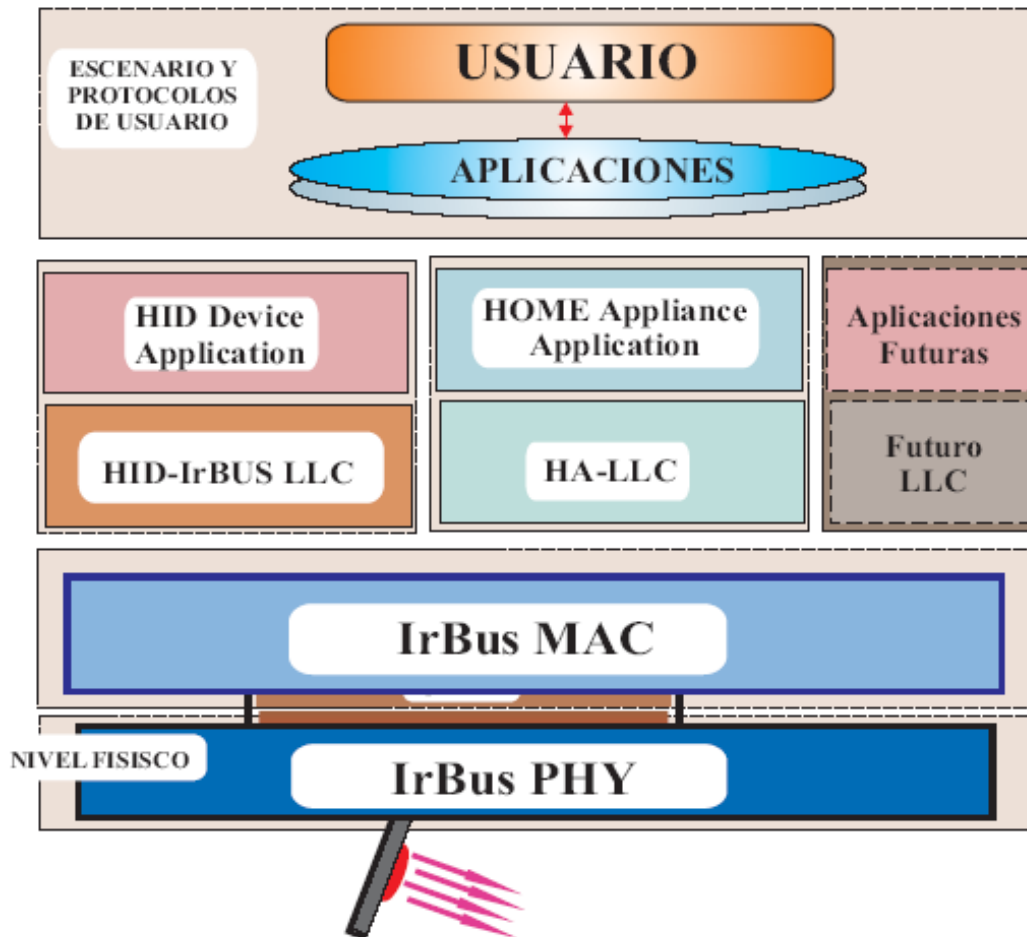 ESCENARIO Y
PROTOCOLOS
DE USUARIO
USUARIO
APLICACIONES
HID Device
Application
HID-IrBUS LLC
HOME Appliance
Application
HA-LLC
Aplicaciones
Futuras
Futuro
LLC
IrBus MAC
NIVEL FISISCO
IrBus PHY